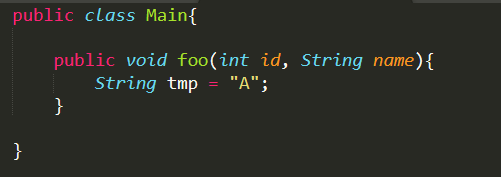 public class Main{
public void foo(int id, String name){
String tmp = "A";
}
}